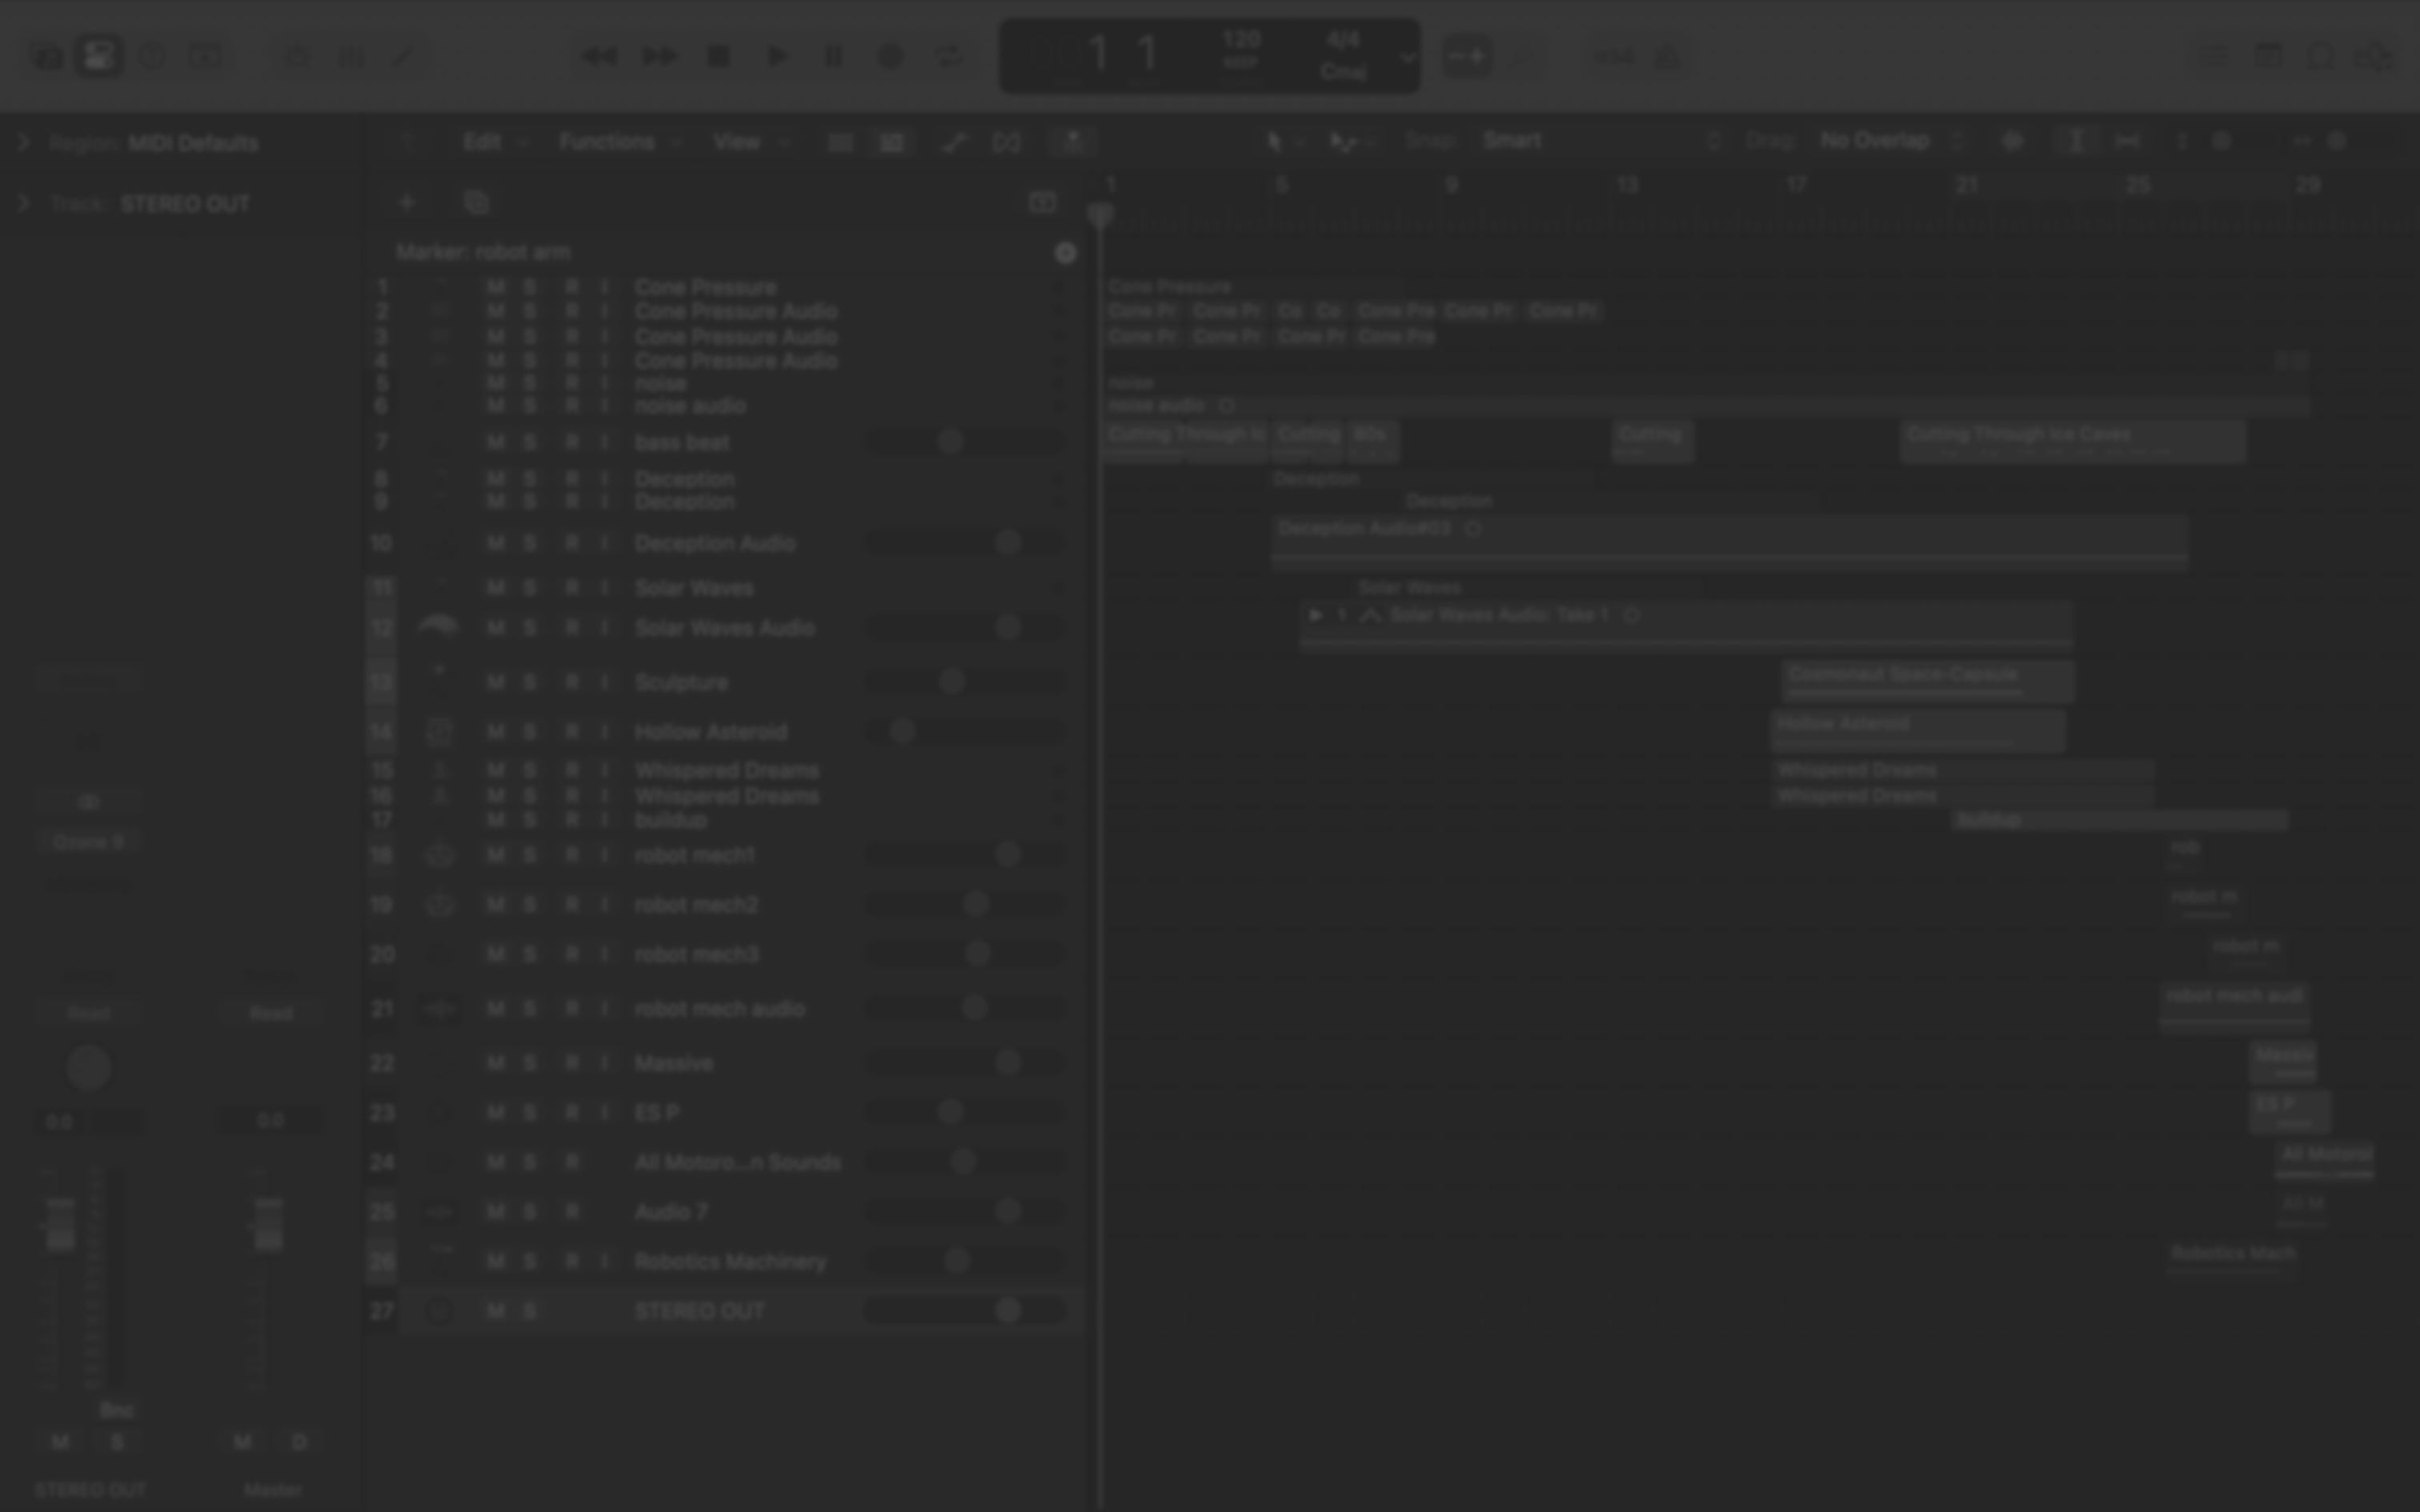 1 1 120 KEEP 4/4 Cmaj
Region: MIDI Defaults
Edit Functions View Snap: Smart Drag: No Overlap
Track: STEREO OUT
1 5 9 13 17 21 25 29
Marker: robot arm
1 M S R I Cone Pressure Cone Pressure
2 M S R I Cone Pressure Audio Cone Pr Cone Pr Co Co Cone Pre Cone Pr Cone Pr
3 M S R I Cone Pressure Audio Cone Pr Cone Pr Cone Pr Cone Pre
4 M S R I Cone Pressure Audio
5 M S R I noise noise
6 M S R I noise audio noise audio
7 M S R I bass beat Cutting Through Ic Cutting 80s Cutting Cutting Through Ice Caves
8 M S R I Deception Deception
9 M S R I Deception Deception
10 M S R I Deception Audio Deception Audio#03
11 M S R I Solar Waves Solar Waves
12 M S R I Solar Waves Audio 1 Solar Waves Audio: Take 1
13 M S R I Sculpture Cosmonaut Space-Capsule
14 M S R I Hollow Asteroid Hollow Asteroid
15 M S R I Whispered Dreams Whispered Dreams
16 M S R I Whispered Dreams Whispered Dreams
17 M S R I buildup buildup
18 M S R I robot mech1 rob
19 M S R I robot mech2 robot m
20 M S R I robot mech3 robot m
21 M S R I robot mech audio robot mech audi
22 M S R I Massive Massiv
23 M S R I ES P ES P
24 M S R All Motoro...n Sounds All Motorol
25 M S R Audio 7 All M
26 M S R I Robotics Machinery Robotics Mach
27 M S STEREO OUT
Ozone 9
Read Read
0.0 0.0
Bnc
M S M D
STEREO OUT Master